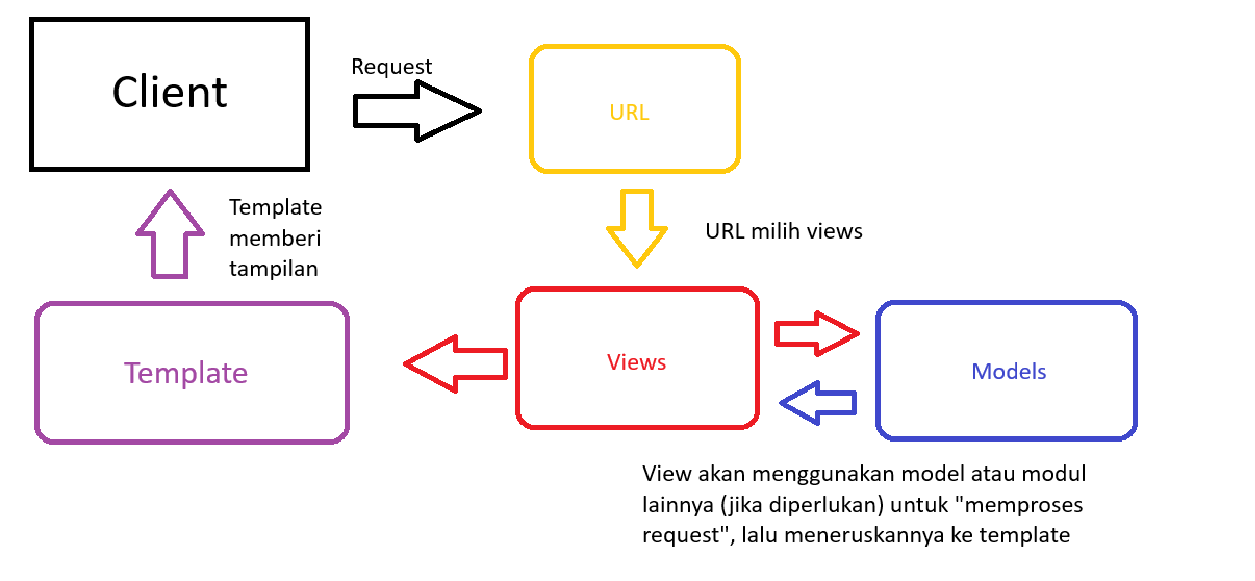 Client
Request
URL
Template
memberi
tampilan
URL milih views
Template
Views
Models
View akan menggunakan model atau modul
lainnya (jika diperlukan) untuk "memproses
request", lalu meneruskannya ke template